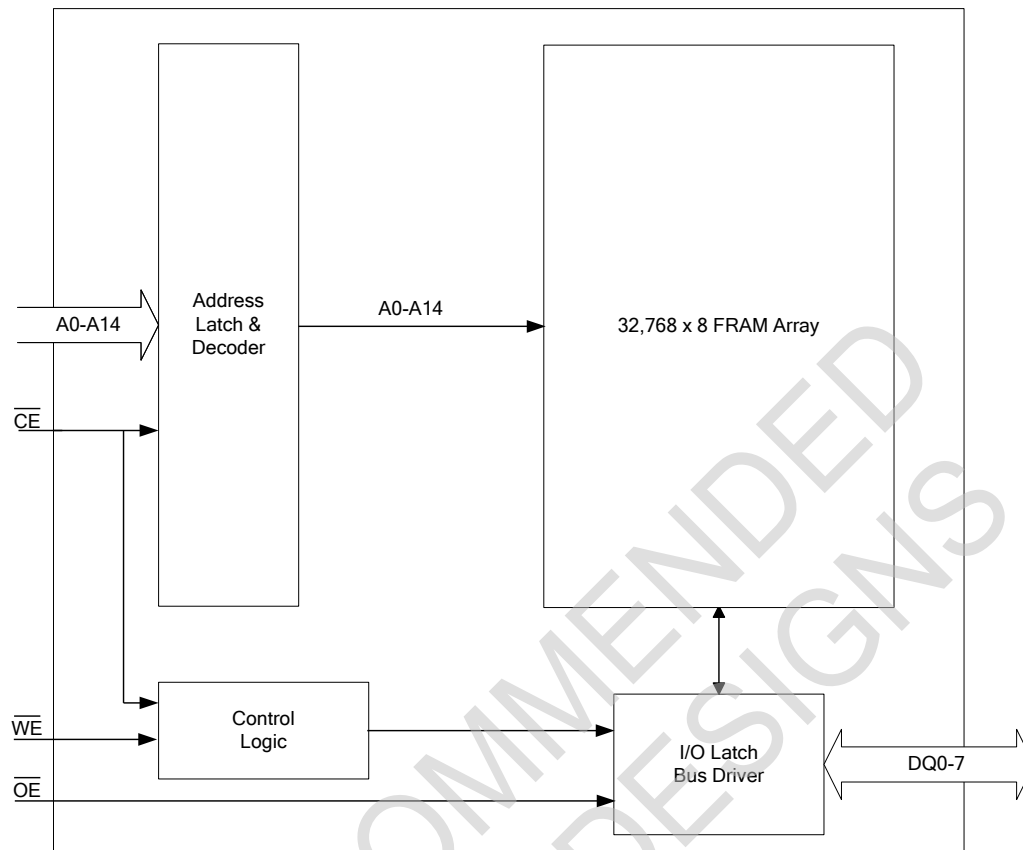 Address
Latch &
Decoder
A0-A14
A0-A14
32,768 x 8 FRAM Array
CE
WE
Control
Logic
I/O Latch
Bus Driver
DQ0-7
OE
DESIGNS